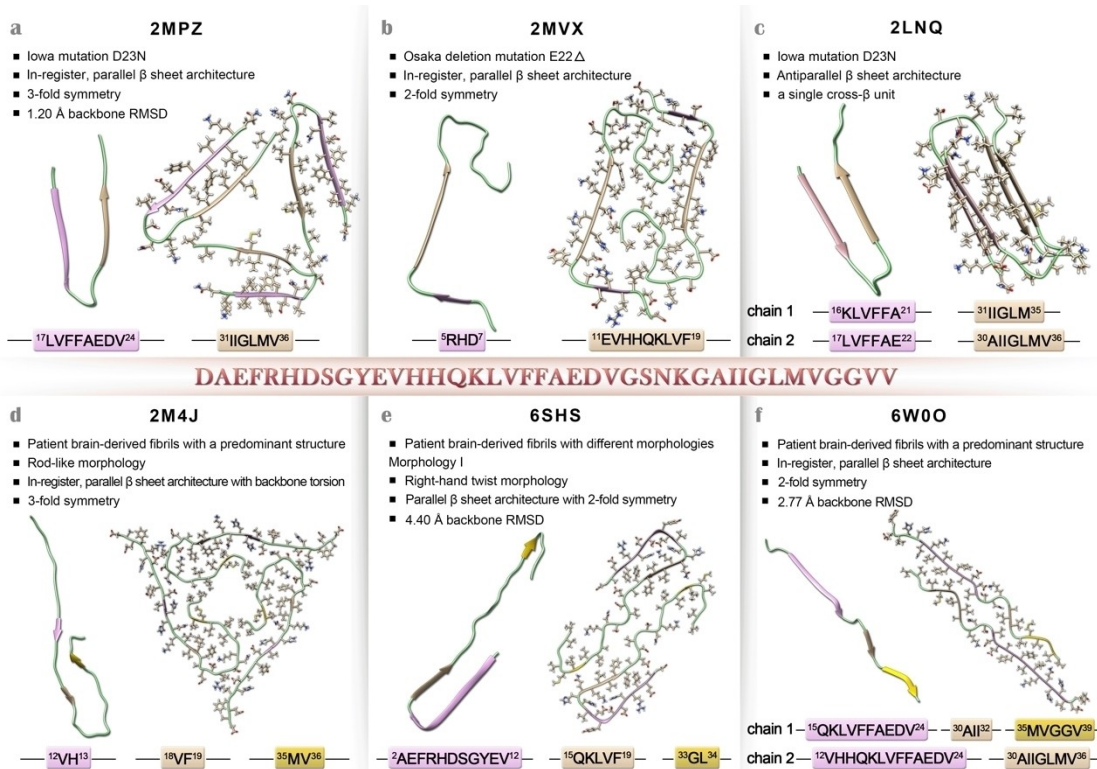 a
2MPZ
■ Iowa mutation D23N
■ In-register, parallel β sheet architecture
■ 3-fold symmetry
■ 1.20 Å backbone RMSD
¹⁷LVFFAEDV²⁴ ³¹IIGLMV³⁶
b
2MVX
■ Osaka deletion mutation E22△
■ In-register, parallel β sheet architecture
■ 2-fold symmetry
⁵RHD⁷ ¹¹EVHHQKLVF¹⁹
c
2LNQ
■ Iowa mutation D23N
■ Antiparallel β sheet architecture
■ a single cross-β unit
chain 1 ¹⁶KLVFFA²¹ ³¹IIGLM³⁵
chain 2 ¹⁷LVFFAE²² ³⁰AIIGLMV³⁶
DAEFRHDSGYEVHHQKLVFFAEDVGSNKGAIIGLMVGGVV
d
2M4J
■ Patient brain-derived fibrils with a predominant structure
■ Rod-like morphology
■ In-register, parallel β sheet architecture with backbone torsion
■ 3-fold symmetry
¹²VH¹³ ¹⁸VF¹⁹ ³⁵MV³⁶
e
6SHS
■ Patient brain-derived fibrils with different morphologies
Morphology I
■ Right-hand twist morphology
■ Parallel β sheet architecture with 2-fold symmetry
■ 4.40 Å backbone RMSD
²AEFRHDSGYEV¹² ¹⁵QKLVF¹⁹ ³³GL³⁴
f
6W0O
■ Patient brain-derived fibrils with a predominant structure
■ In-register, parallel β sheet architecture
■ 2-fold symmetry
■ 2.77 Å backbone RMSD
chain 1 ¹⁵QKLVFFAEDV²⁴ ³⁰AII³² ³⁵MVGGV³⁹
chain 2 ¹²VHHQKLVFFAEDV²⁴ ³⁰AIIGLMV³⁶